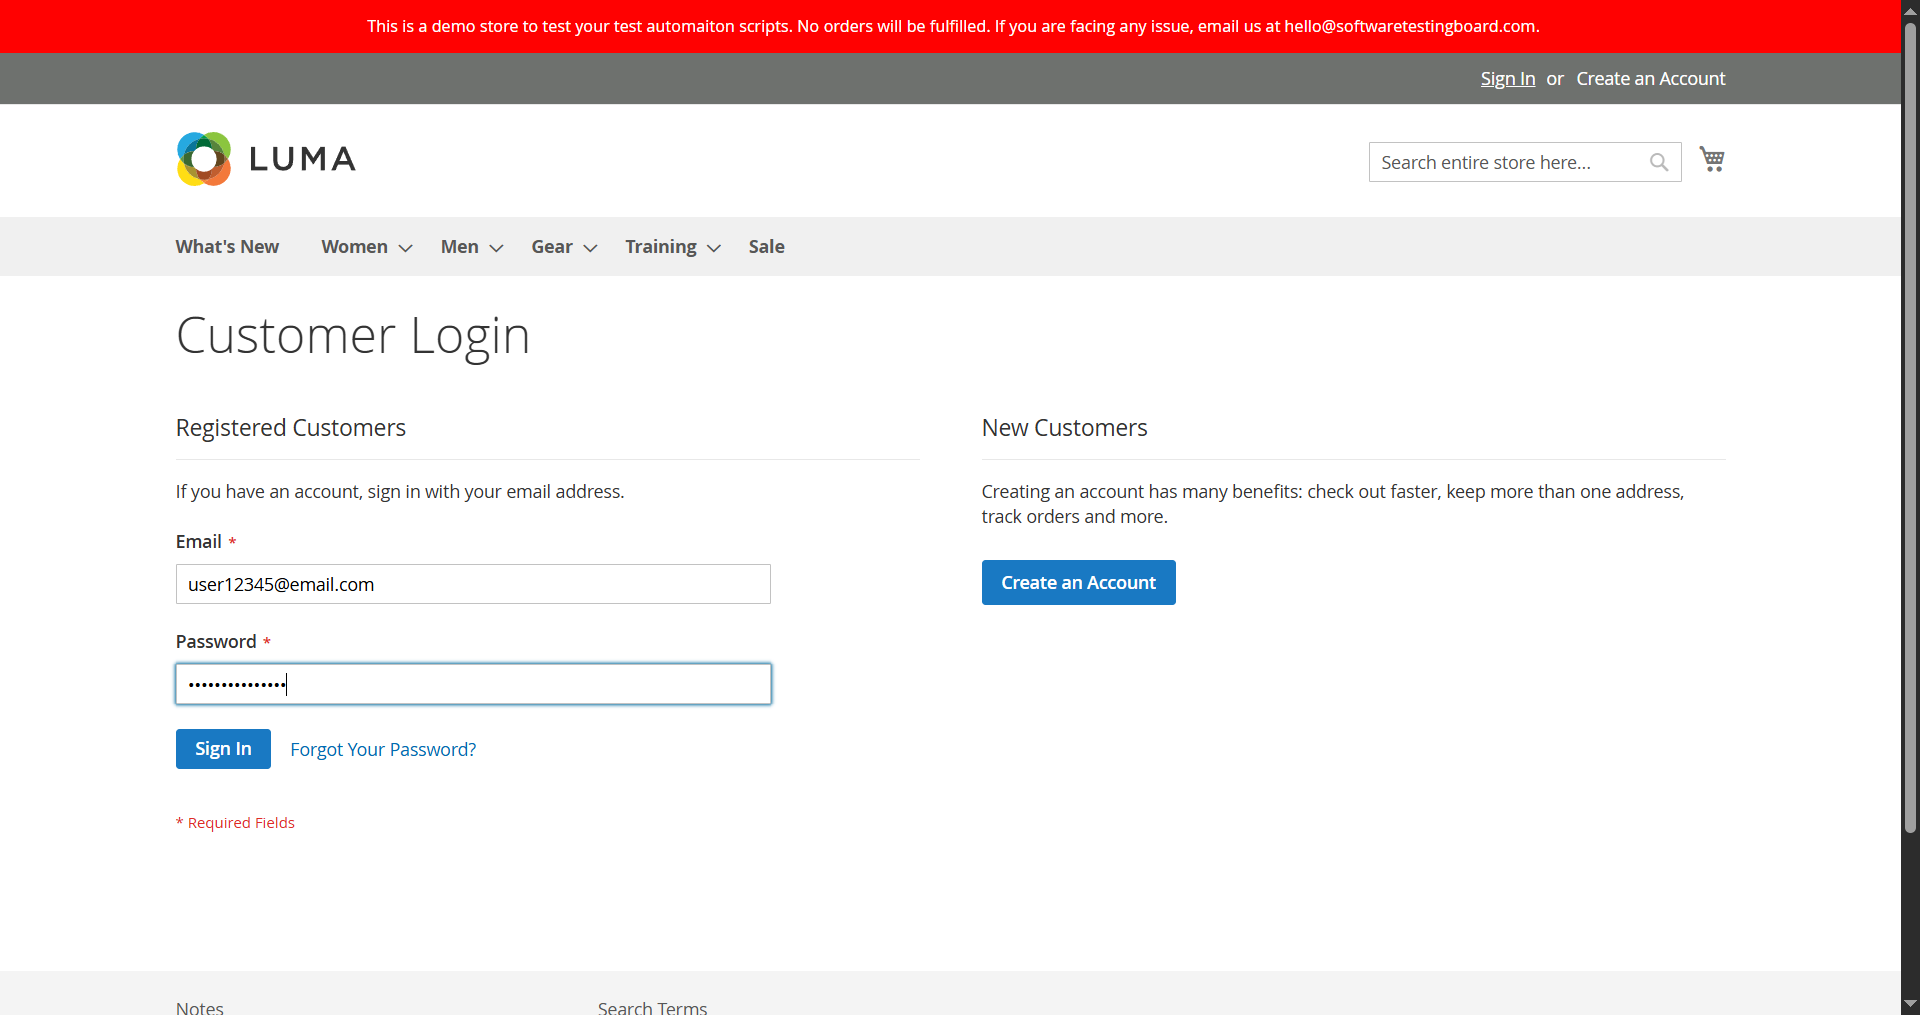 This is a demo store to test your test automaiton scripts. No orders will be fulfilled. If you are facing any issue, email us at hello@softwaretestingboard.com.
Sign In or Create an Account
LUMA
Search entire store here...
What's New Women Men Gear Training Sale
Customer Login
Registered Customers
If you have an account, sign in with your email address.
Email *
user12345@email.com
Password *
•••••••••••••••
Sign In Forgot Your Password?
* Required Fields
New Customers
Creating an account has many benefits: check out faster, keep more than one address,
track orders and more.
Create an Account
Notes
Search Terms